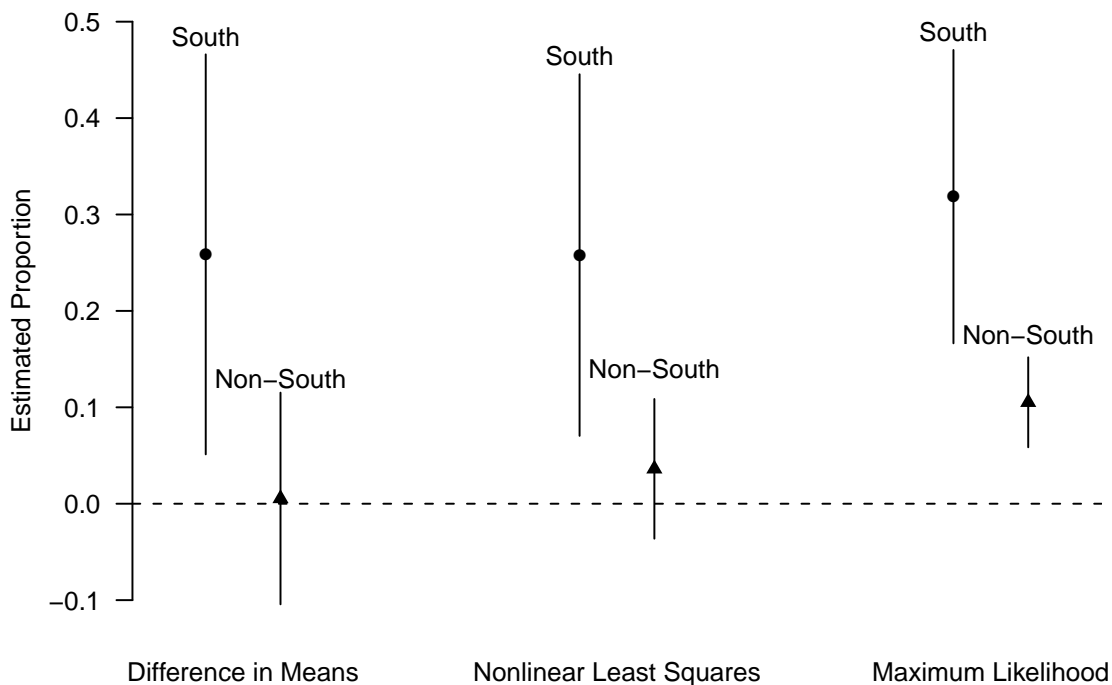 Estimated Proportion
0.5
0.4
0.3
0.2
0.1
0.0
−0.1
South
Non−South
South
Non−South
South
Non−South
Difference in Means
Nonlinear Least Squares
Maximum Likelihood